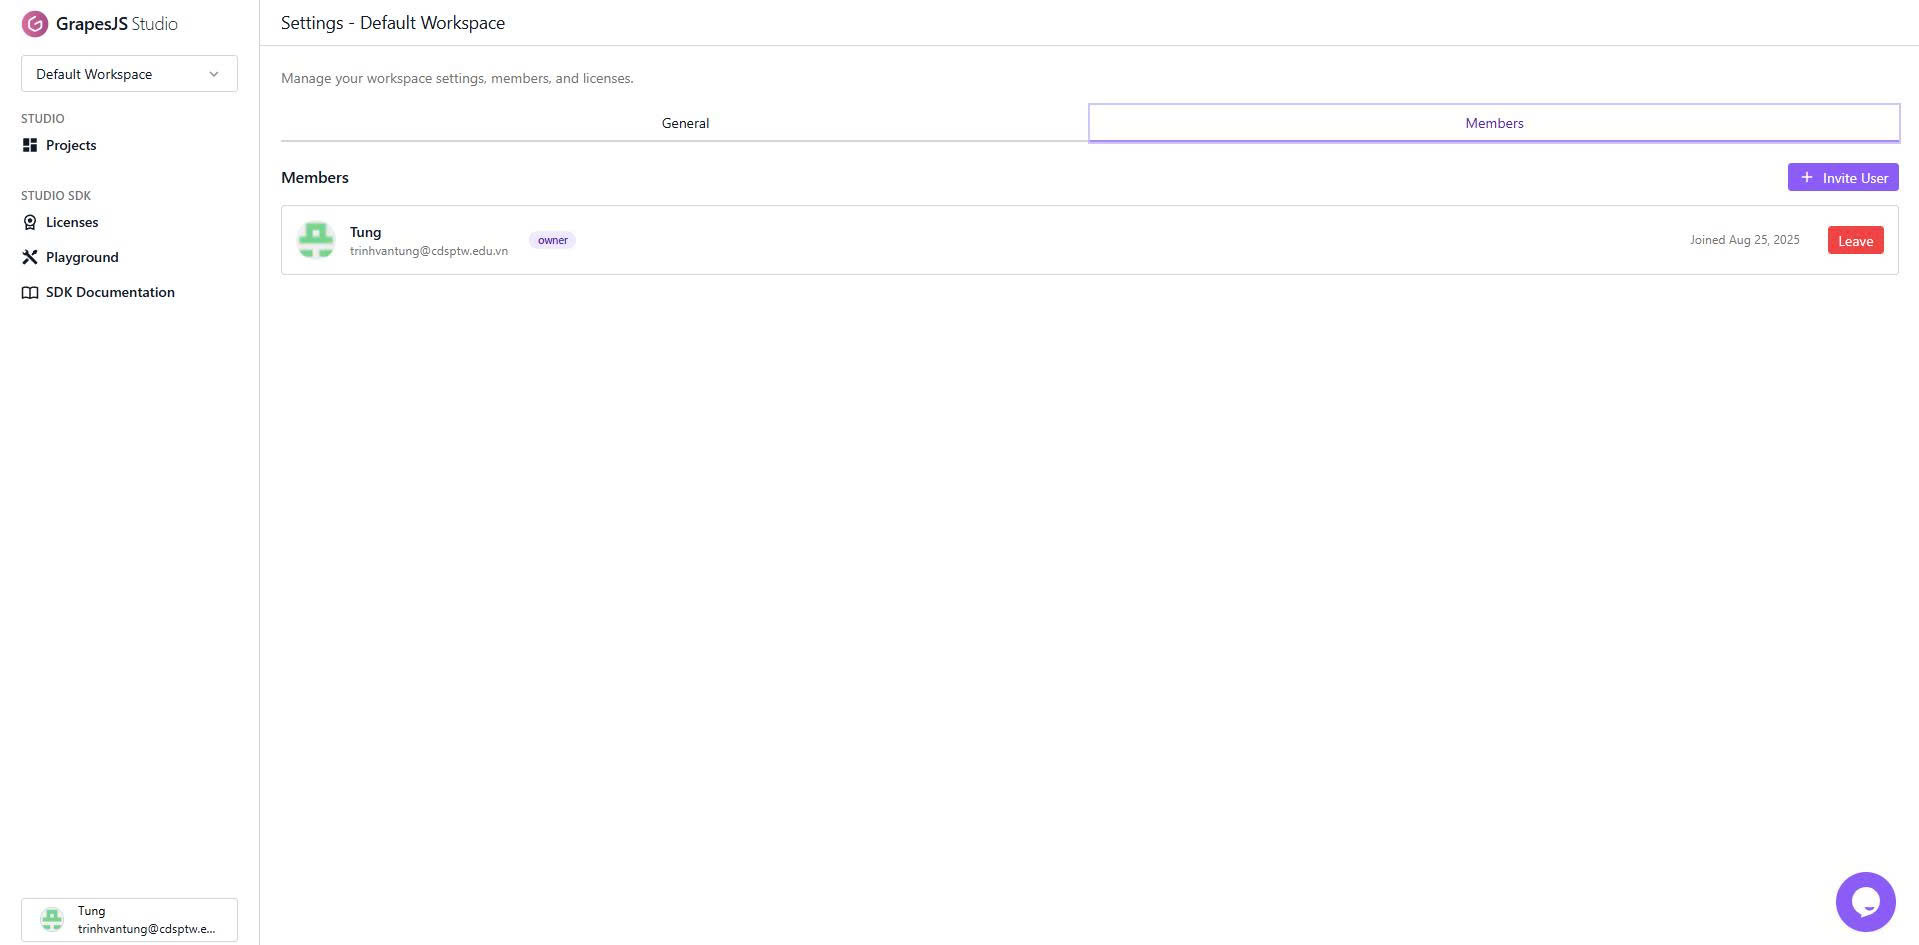 GrapesJS Studio
Default Workspace
STUDIO
Projects
STUDIO SDK
Licenses
Playground
SDK Documentation
Tung
trinhvantung@cdsptw.e...
Settings - Default Workspace
Manage your workspace settings, members, and licenses.
General
Members
Members
+ Invite User
Tung
trinhvantung@cdsptw.edu.vn
owner
Joined Aug 25, 2025
Leave